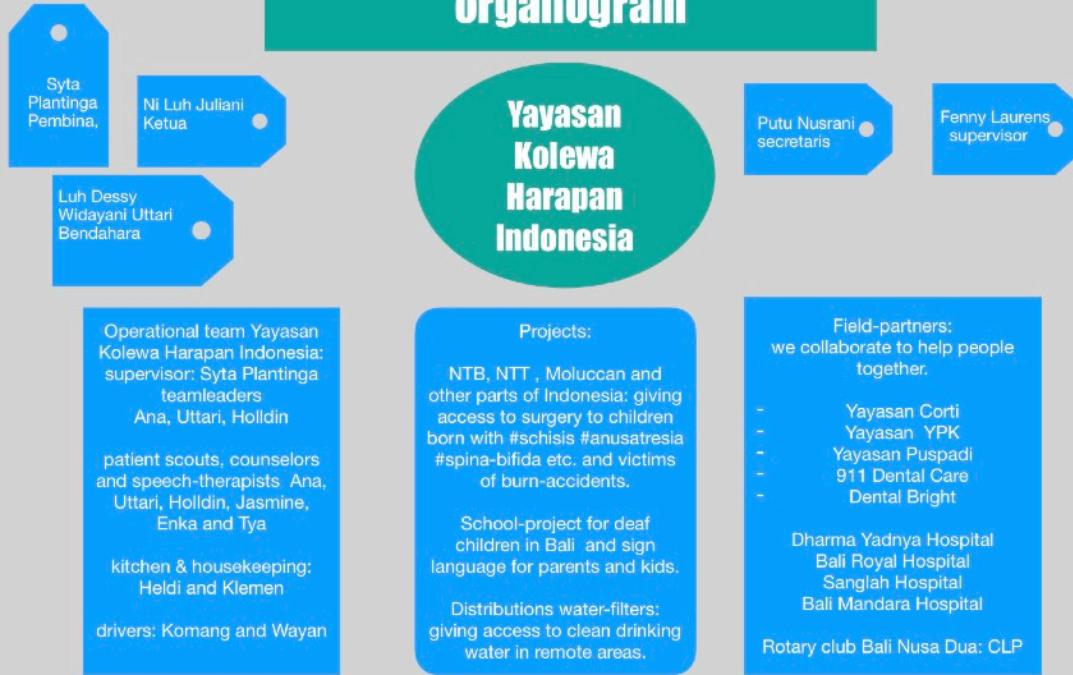 organogram
Syta
Plantinga
Pembina,
Ni Luh Juliani
Ketua
Luh Dessy
Widayani Uttari
Bendahara
Yayasan
Kolewa
Harapan
Indonesia
Putu Nusrani
secretaris
Fenny Laurens
supervisor
Operational team Yayasan
Kolewa Harapan Indonesia:
supervisor: Syta Plantinga
teamleaders
Ana, Uttari, Holldin
patient scouts, counselors
and speech-therapists Ana,
Uttari, Holldin, Jasmine,
Enka and Tya
kitchen & housekeeping:
Heldi and Klemen
drivers: Komang and Wayan
Projects:
NTB, NTT , Moluccan and
other parts of Indonesia: giving
access to surgery to children
born with #schisis #anusatresia
#spina-bifida etc. and victims
of burn-accidents.
School-project for deaf
children in Bali and sign
language for parents and kids.
Distributions water-filters:
giving access to clean drinking
water in remote areas.
Field-partners:
we collaborate to help people
together.
- Yayasan Corti
- Yayasan YPK
- Yayasan Puspadi
- 911 Dental Care
- Dental Bright
Dharma Yadnya Hospital
Bali Royal Hospital
Sanglah Hospital
Bali Mandara Hospital
Rotary club Bali Nusa Dua: CLP